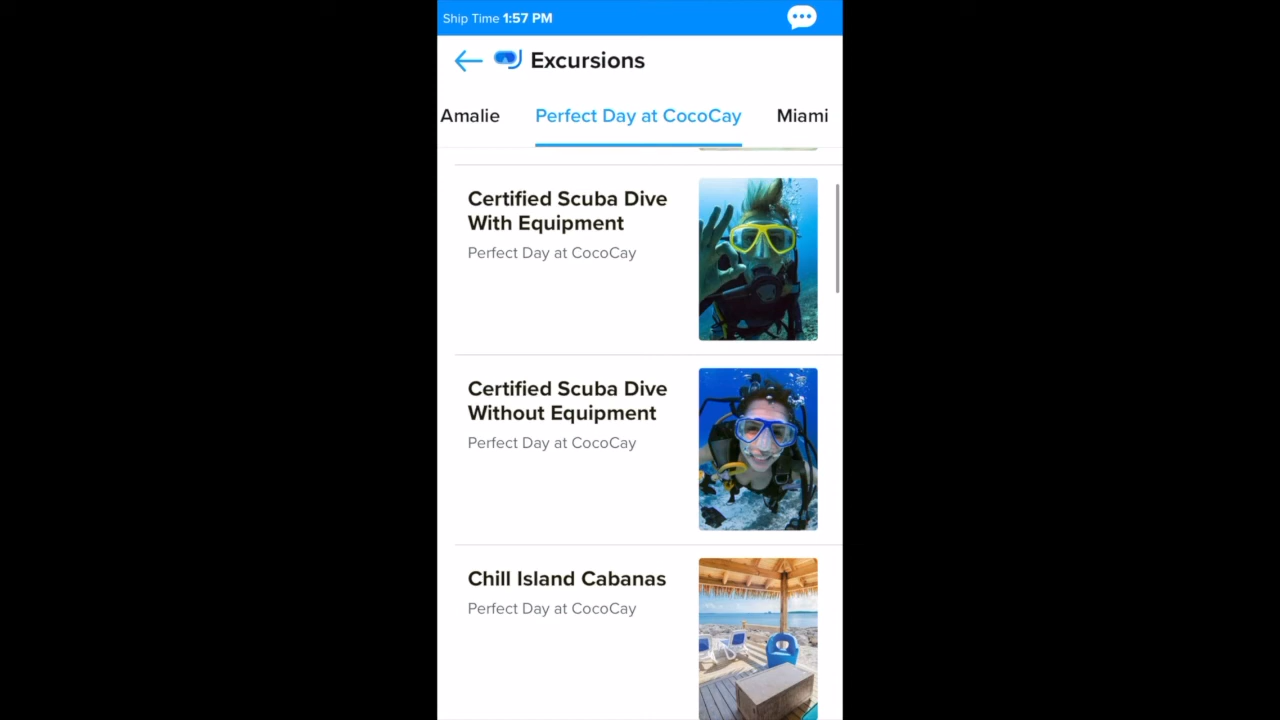 Ship Time 1:57 PM
Excursions
Amalie Perfect Day at CocoCay Miami
Certified Scuba Dive
With Equipment
Perfect Day at CocoCay
Certified Scuba Dive
Without Equipment
Perfect Day at CocoCay
Chill Island Cabanas
Perfect Day at CocoCay